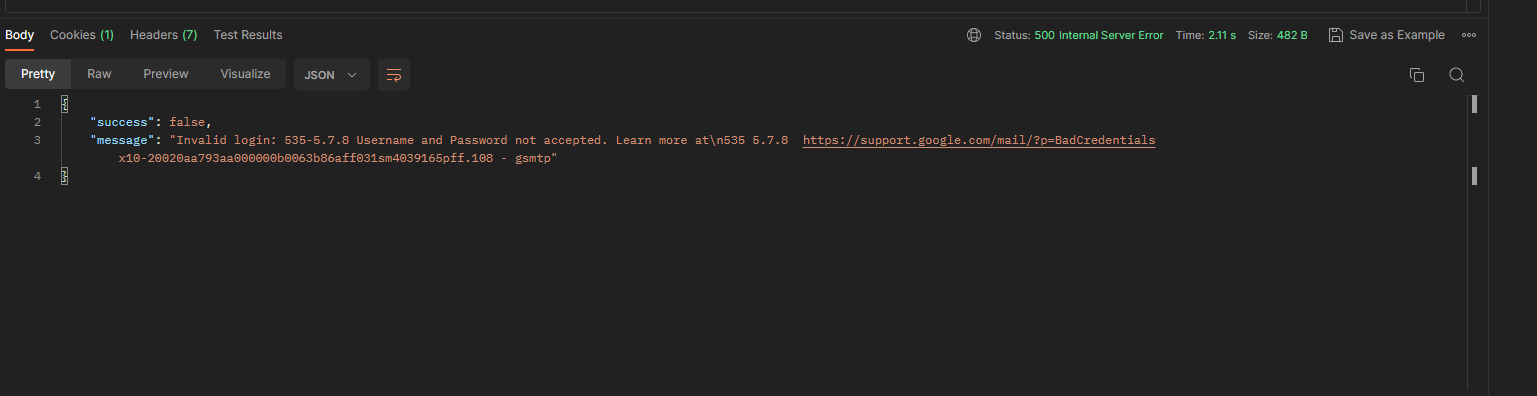 Body Cookies (1) Headers (7) Test Results Status: 500 Internal Server Error Time: 2.11 s Size: 482 B Save as Example
Pretty Raw Preview Visualize JSON
1 {
2 "success": false,
3 "message": "Invalid login: 535-5.7.8 Username and Password not accepted. Learn more at\n535 5.7.8 https://support.google.com/mail/?p=BadCredentials
x10-20020aa793aa000000b0063b86aff031sm4039165pff.108 - gsmtp"
4 }